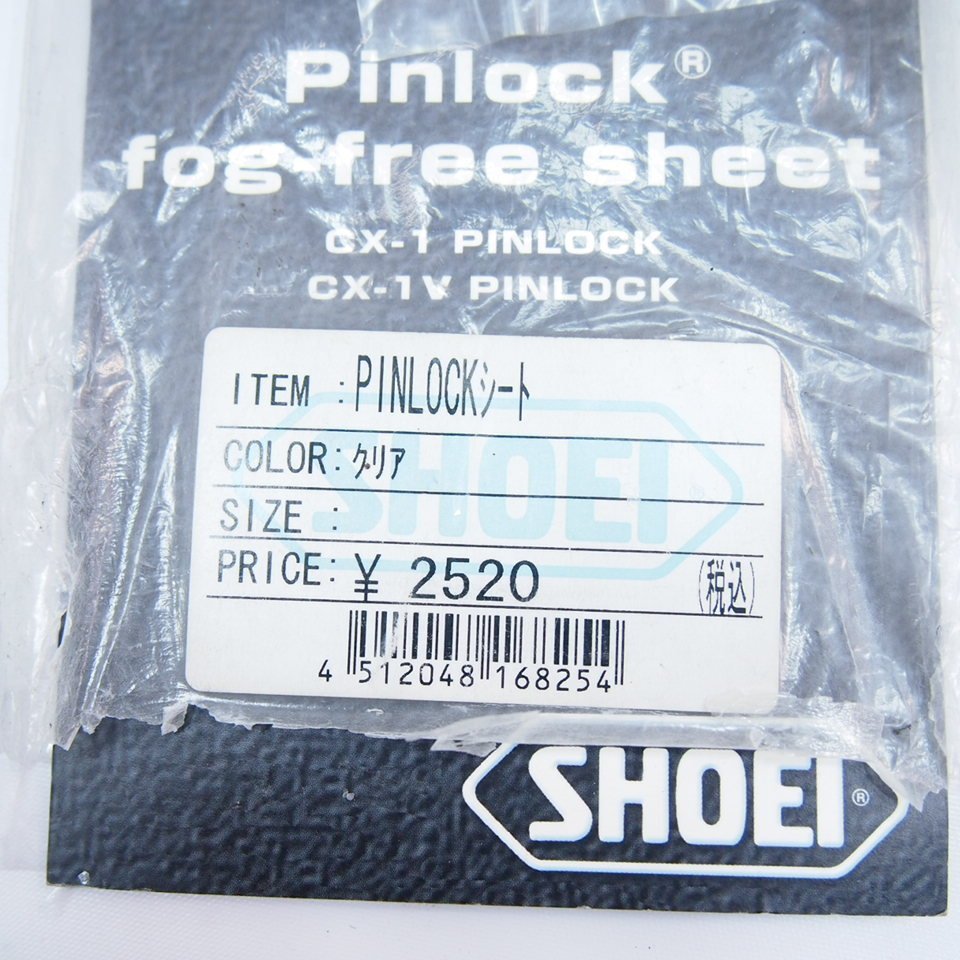 Pinlock®
fog-free sheet
CX-1 PINLOCK
CX-1V PINLOCK
ITEM :PINLOCKｼｰﾄ
COLOR:ｸﾘｱ
SIZE :
PRICE:¥ 2520 (税込)
4 512048 168254
SHOEI
SHOEI®